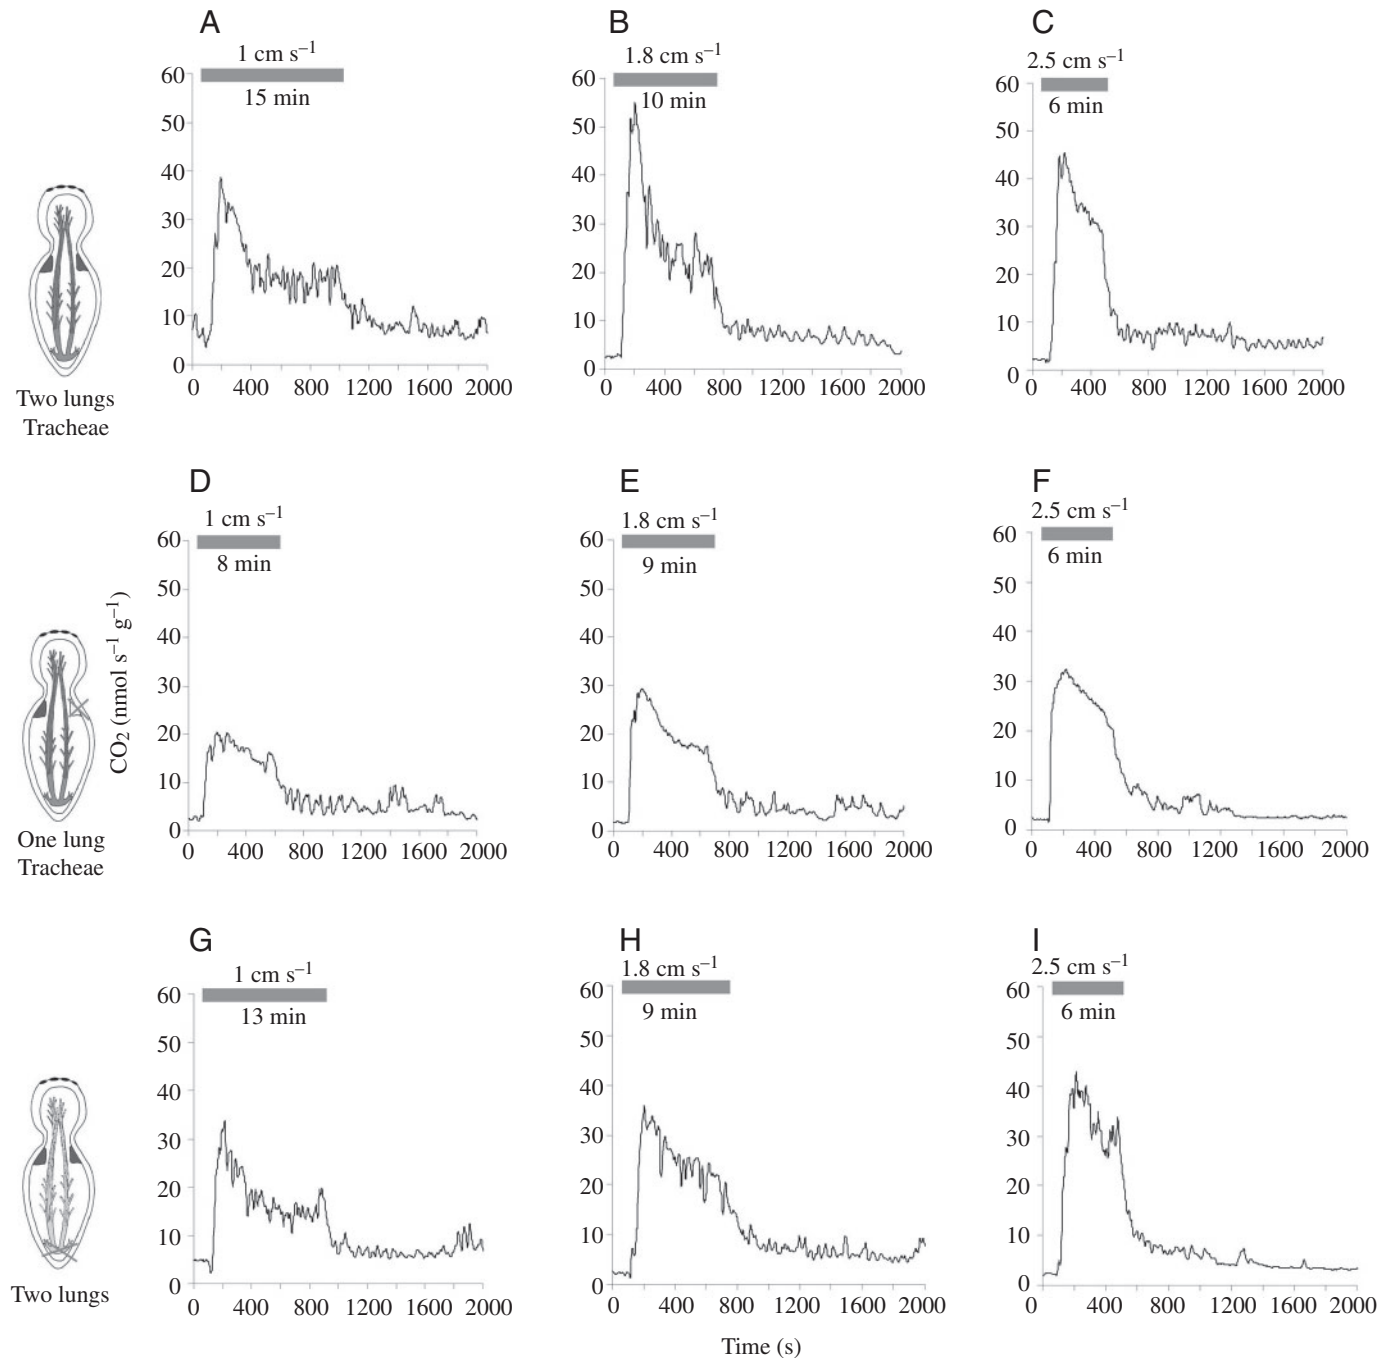 A
1 cm s⁻¹
15 min
60
50
40
30
20
10
0
0 400 800 1200 1600 2000
B
1.8 cm s⁻¹
10 min
60
50
40
30
20
10
0
0 400 800 1200 1600 2000
C
2.5 cm s⁻¹
6 min
60
50
40
30
20
10
0
0 400 800 1200 1600 2000
Two lungs
Tracheae
D
1 cm s⁻¹
8 min
60
50
40
30
20
10
0
0 400 800 1200 1600 2000
E
1.8 cm s⁻¹
9 min
60
50
40
30
20
10
0
0 400 800 1200 1600 2000
F
2.5 cm s⁻¹
6 min
60
50
40
30
20
10
0
0 400 800 1200 1600 2000
CO₂ (nmol s⁻¹ g⁻¹)
One lung
Tracheae
G
1 cm s⁻¹
13 min
60
50
40
30
20
10
0
0 400 800 1200 1600 2000
H
1.8 cm s⁻¹
9 min
60
50
40
30
20
10
0
0 400 800 1200 1600 2000
I
2.5 cm s⁻¹
6 min
60
50
40
30
20
10
0
0 400 800 1200 1600 2000
Two lungs
Time (s)